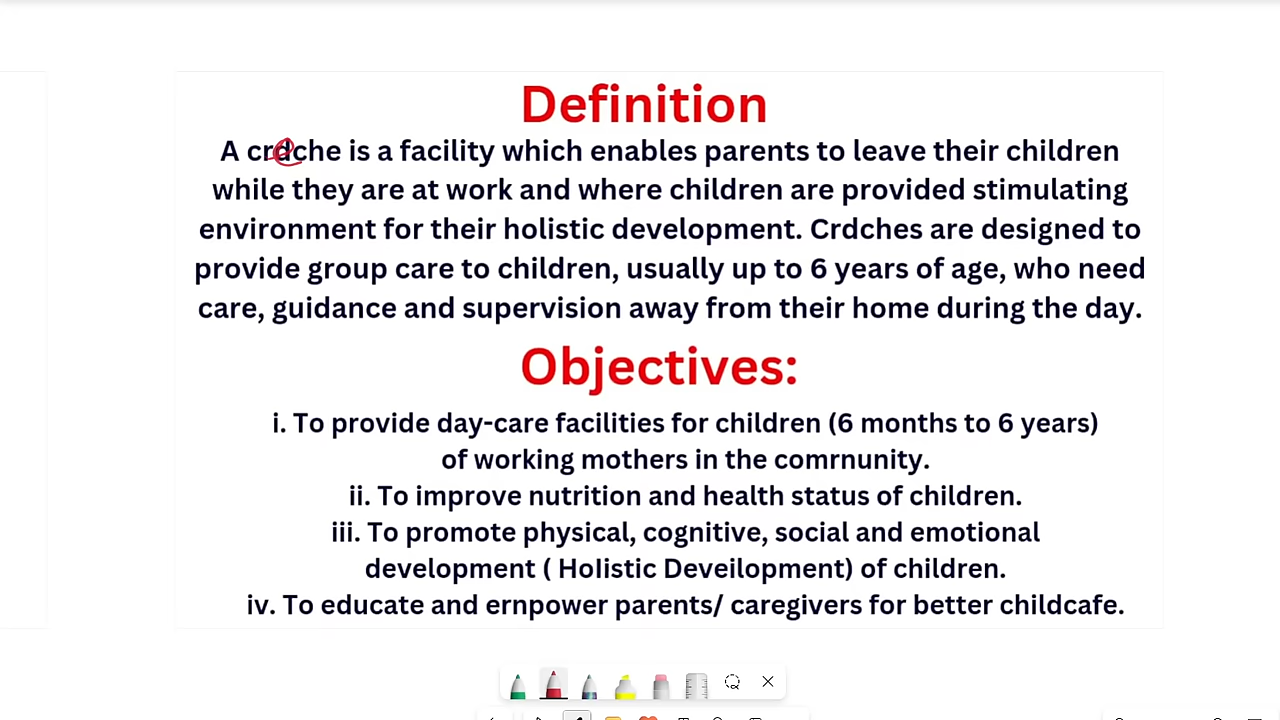 Definition
A crdche is a facility which enables parents to leave their children
while they are at work and where children are provided stimulating
environment for their holistic development. Crdches are designed to
provide group care to children, usually up to 6 years of age, who need
care, guidance and supervision away from their home during the day.
Objectives:
i. To provide day-care facilities for children (6 months to 6 years)
of working mothers in the comrnunity.
ii. To improve nutrition and health status of children.
iii. To promote physical, cognitive, social and emotional
development ( HoIistic Deveilopment) of children.
iv. To educate and ernpower parents/ caregivers for better childcafe.